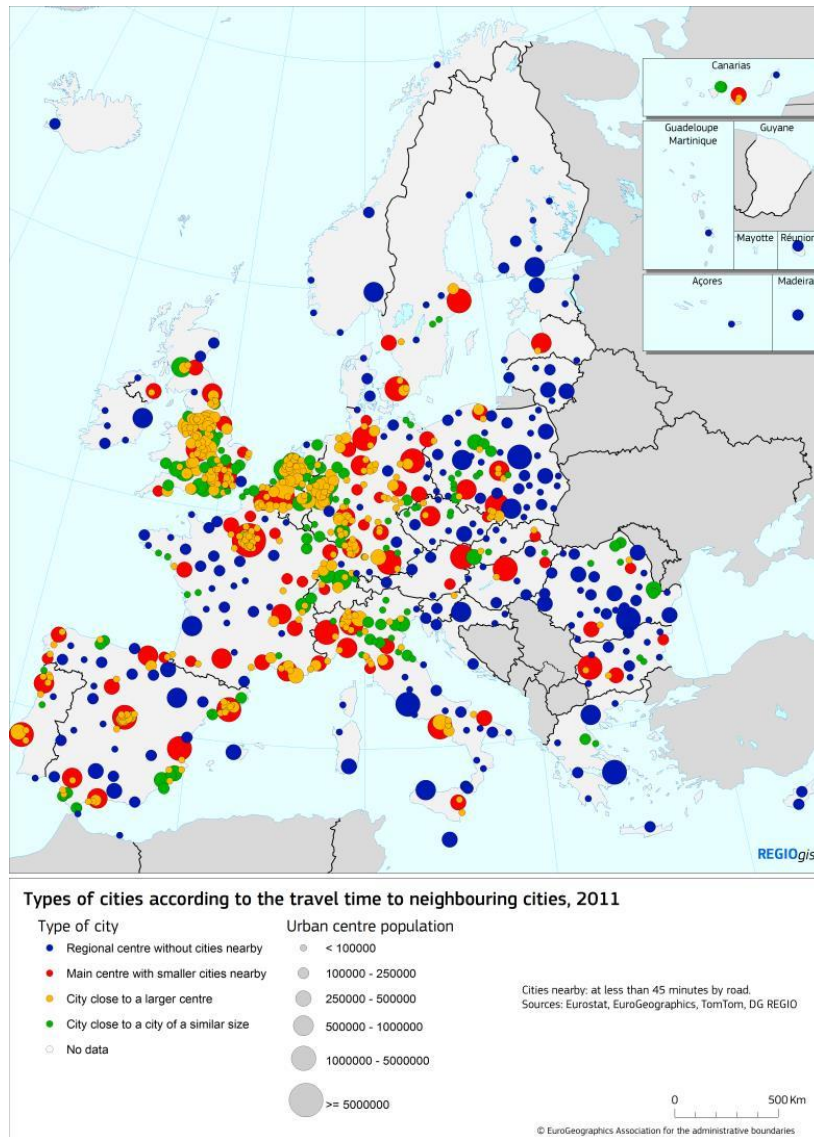 Canarias
Guadeloupe
Martinique
Guyane
Mayotte
Réunion
Açores
Madeira
REGIOgis
Types of cities according to the travel time to neighbouring cities, 2011
Type of city
Regional centre without cities nearby
Main centre with smaller cities nearby
City close to a larger centre
City close to a city of a similar size
No data
Urban centre population
< 100000
100000 - 250000
250000 - 500000
500000 - 1000000
1000000 - 5000000
>= 5000000
Cities nearby: at less than 45 minutes by road.
Sources: Eurostat, EuroGeographics, TomTom, DG REGIO
0 500 Km
© EuroGeographics Association for the administrative boundaries